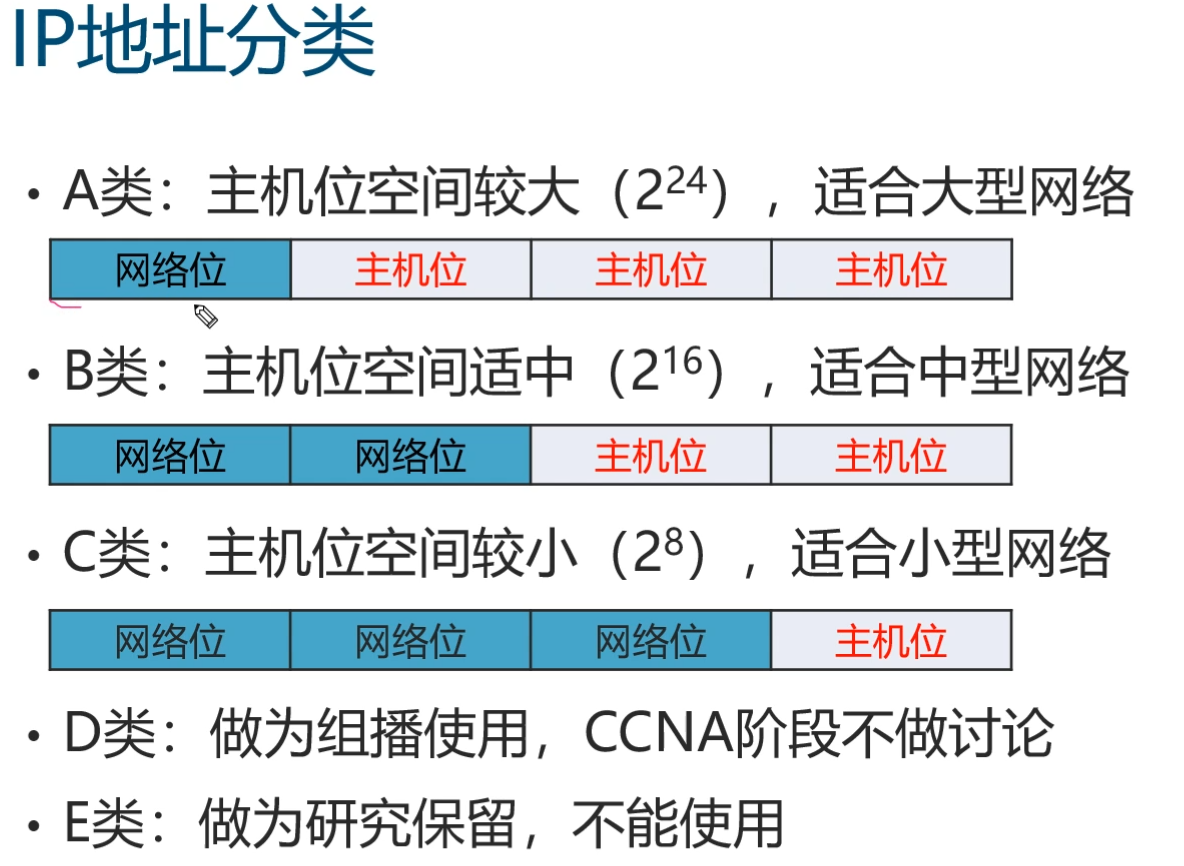 IP地址分类
• A类：主机位空间较大（2²⁴），适合大型网络
网络位 主机位 主机位 主机位
• B类：主机位空间适中（2¹⁶），适合中型网络
网络位 网络位 主机位 主机位
• C类：主机位空间较小（2⁸），适合小型网络
网络位 网络位 网络位 主机位
• D类：做为组播使用，CCNA阶段不做讨论
• E类：做为研究保留，不能使用